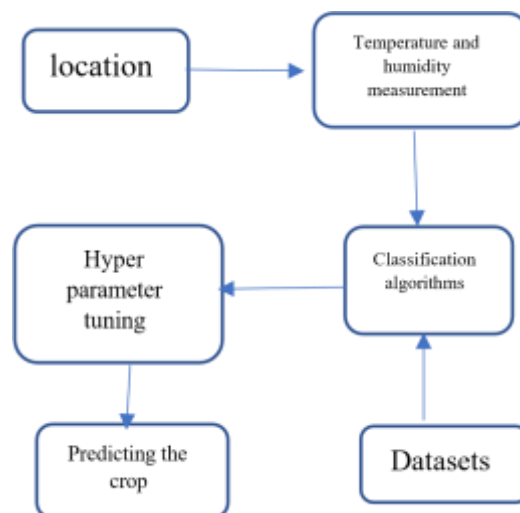 location
Temperature and
humidity
measurement
Classification
algorithms
Hyper
parameter
tuning
Datasets
Predicting the
crop